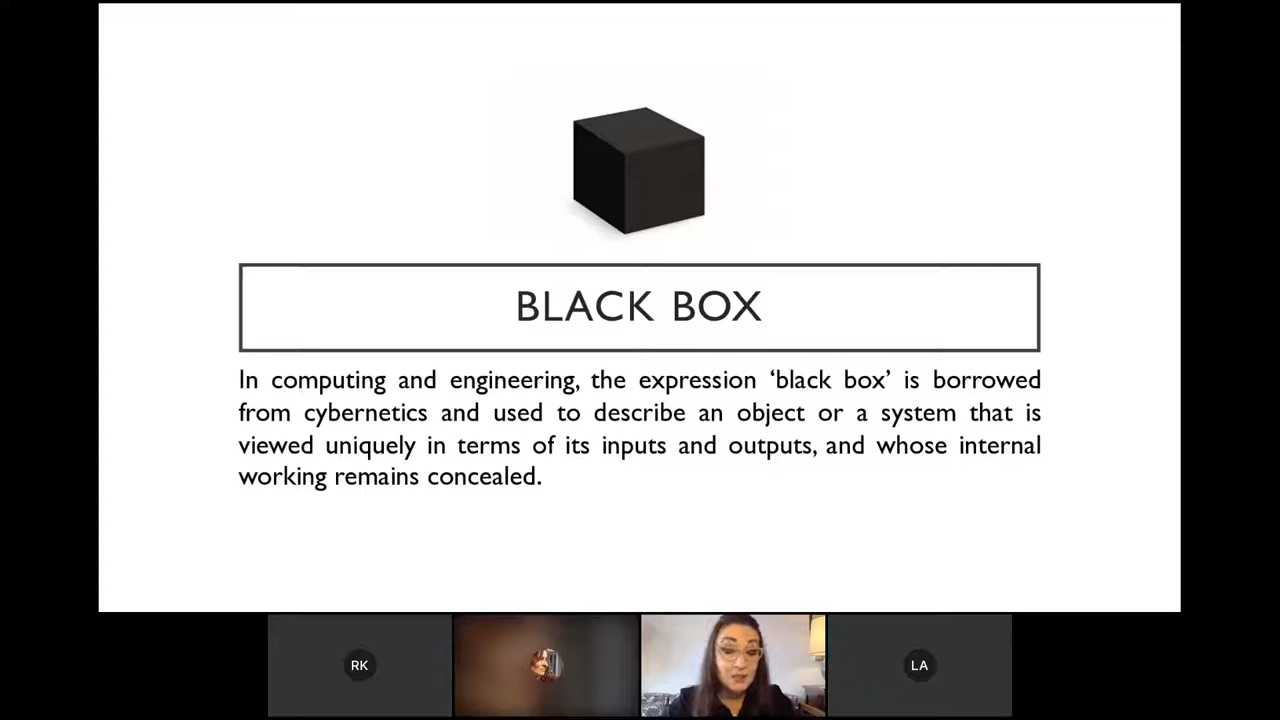 BLACK BOX
In computing and engineering, the expression ‘black box’ is borrowed
from cybernetics and used to describe an object or a system that is
viewed uniquely in terms of its inputs and outputs, and whose internal
working remains concealed.
RK
LA